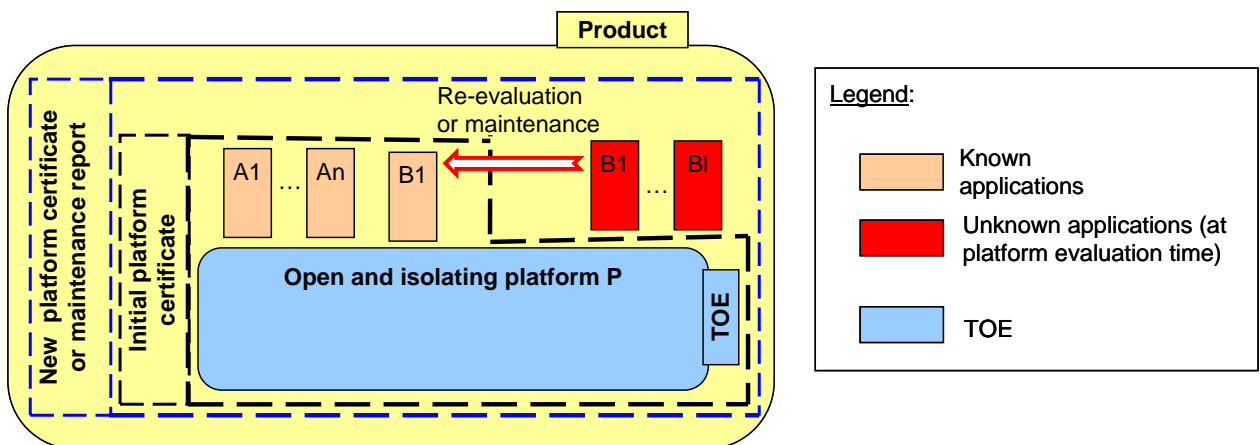 Product
New platform certificate
or maintenance report
Initial platform
certificate
Re-evaluation
or maintenance
A1
...
An
B1
B1
...
Bl
Open and isolating platform P
TOE
Legend:
Known
applications
Unknown applications (at
platform evaluation time)
TOE